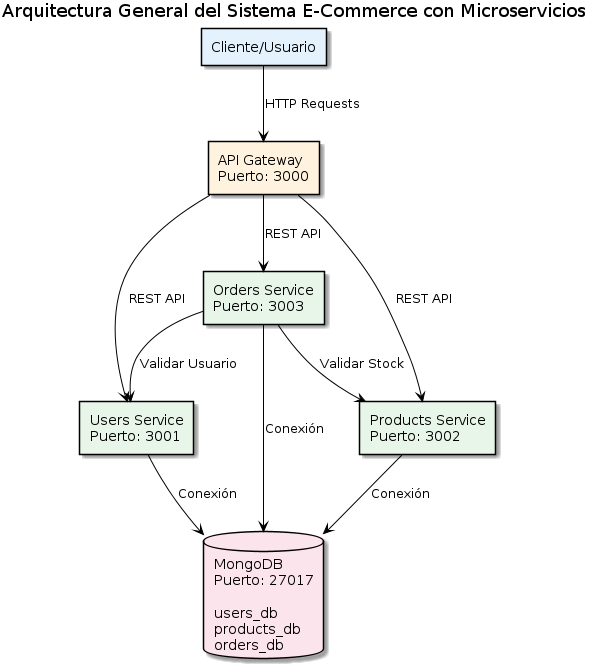 Arquitectura General del Sistema E-Commerce con Microservicios
Cliente/Usuario
HTTP Requests
API Gateway
Puerto: 3000
REST API
Orders Service
Puerto: 3003
REST API
REST API
Validar Usuario
Validar Stock
Users Service
Puerto: 3001
Conexión
Products Service
Puerto: 3002
Conexión
Conexión
MongoDB
Puerto: 27017
users_db
products_db
orders_db